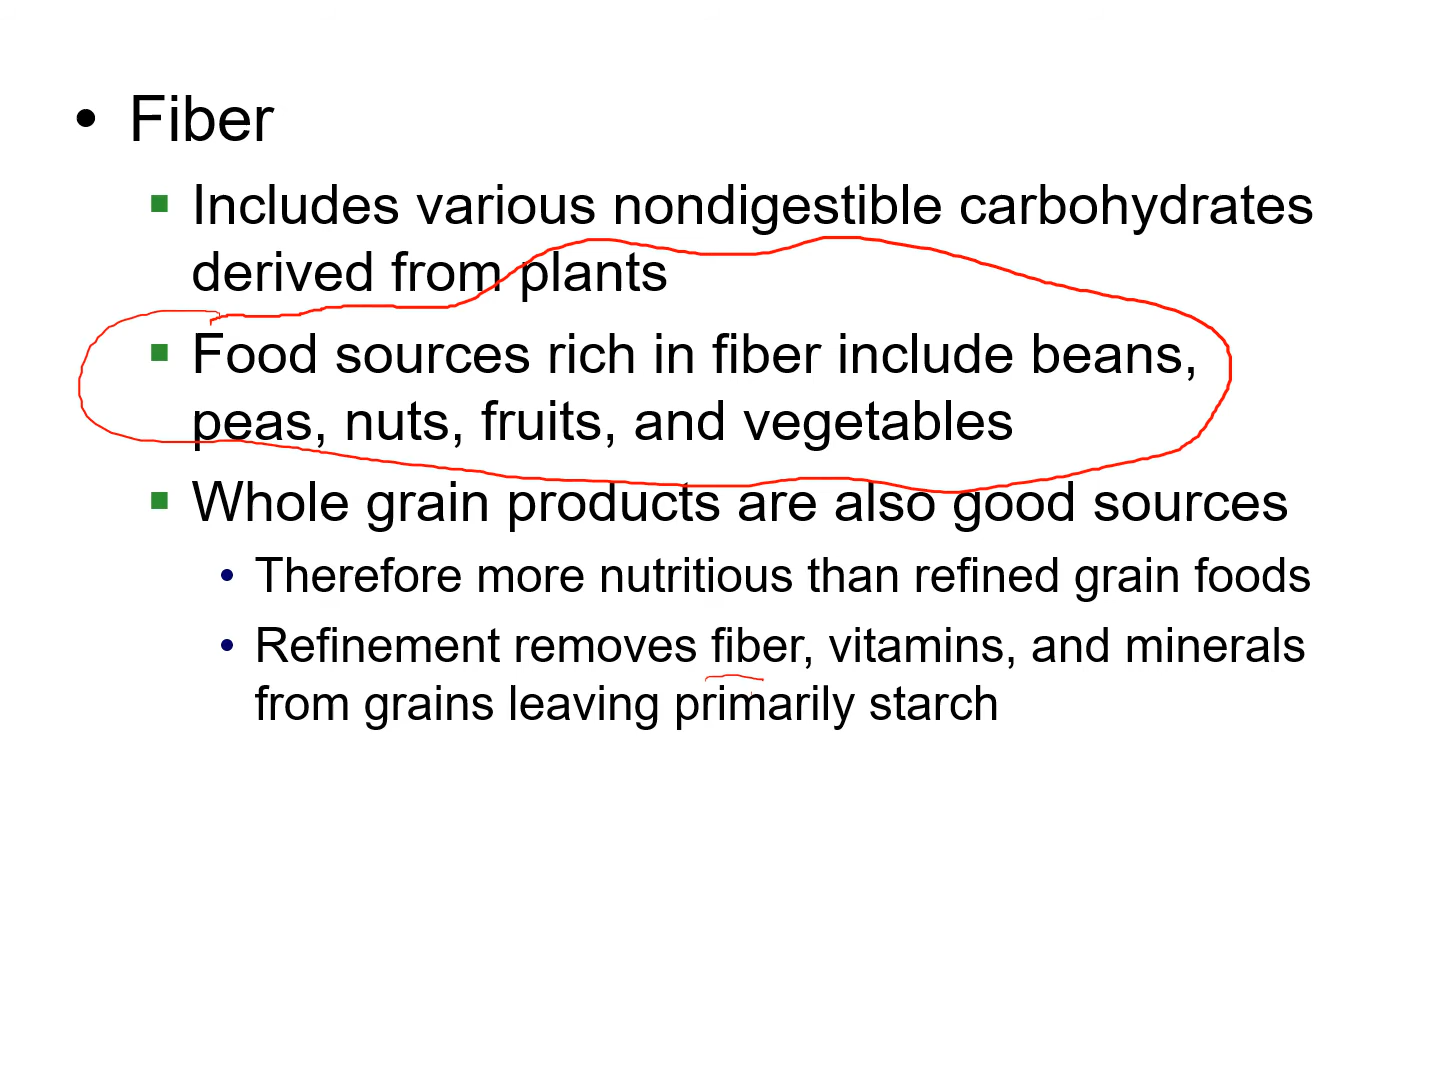 • Fiber
▪ Includes various nondigestible carbohydrates
derived from plants
▪ Food sources rich in fiber include beans,
peas, nuts, fruits, and vegetables
▪ Whole grain products are also good sources
• Therefore more nutritious than refined grain foods
• Refinement removes fiber, vitamins, and minerals
from grains leaving primarily starch